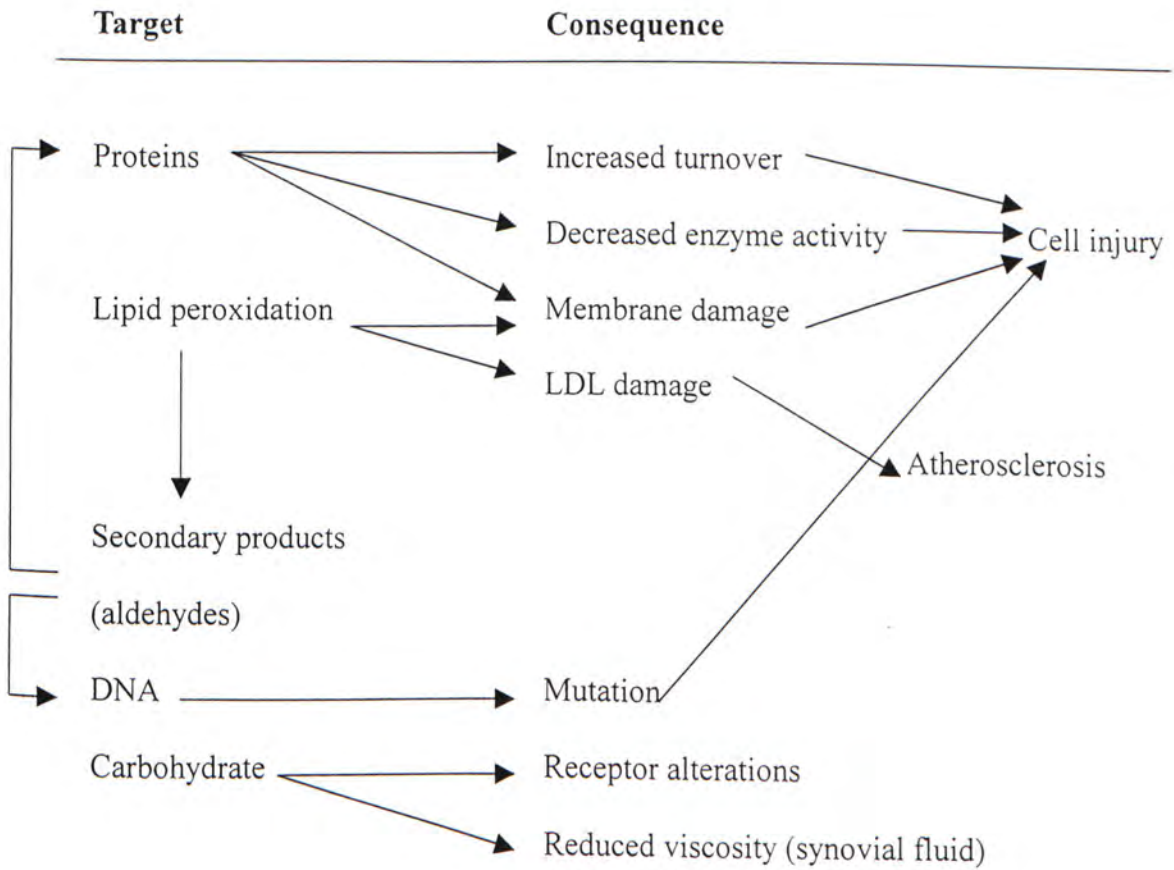 Target Consequence
Proteins Increased turnover
Decreased enzyme activity Cell injury
Lipid peroxidation Membrane damage
LDL damage
Atherosclerosis
Secondary products
(aldehydes)
DNA Mutation
Carbohydrate Receptor alterations
Reduced viscosity (synovial fluid)